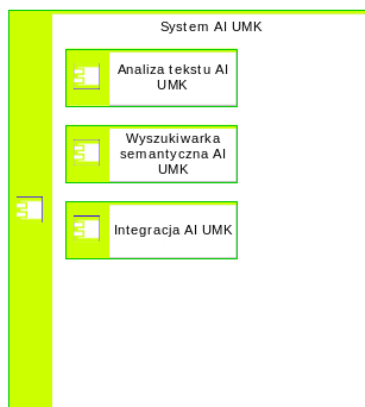 System AI UMK
Analiza tekstu AI
UMK
Wyszukiwarka
semantyczna AI
UMK
Integracja AI UMK